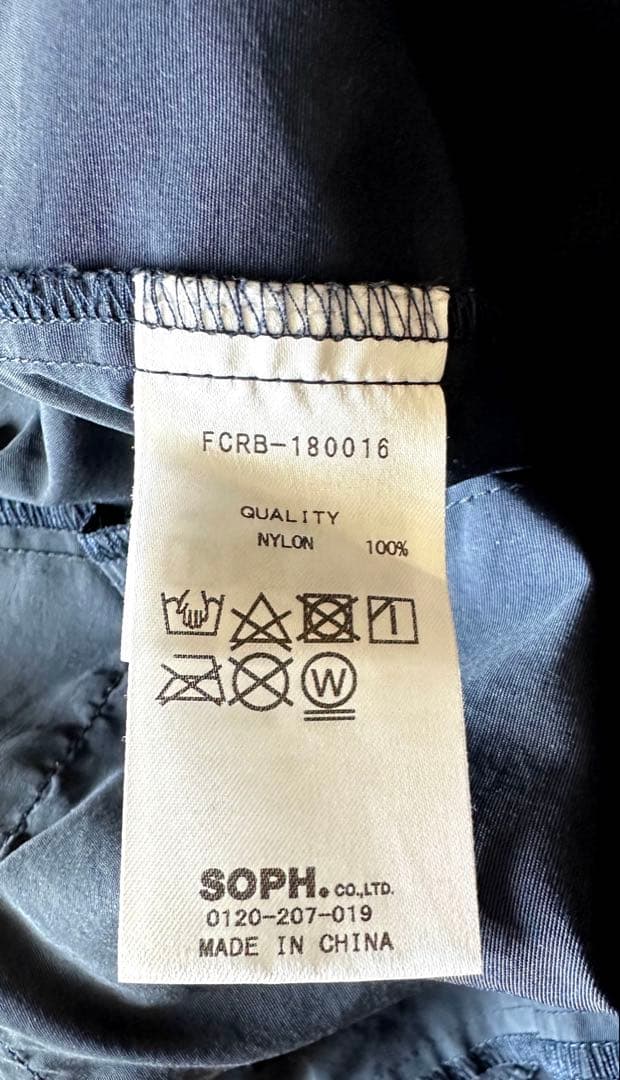 FCRB-180016
QUALITY
NYLON 100%
W
SOPH. CO.,LTD.
0120-207-019
MADE IN CHINA